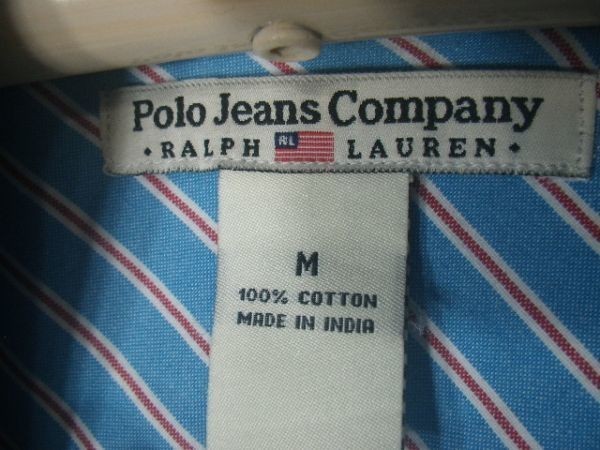 Polo Jeans Company
• RALPH RL LAUREN •
M
100% COTTON
MADE IN INDIA